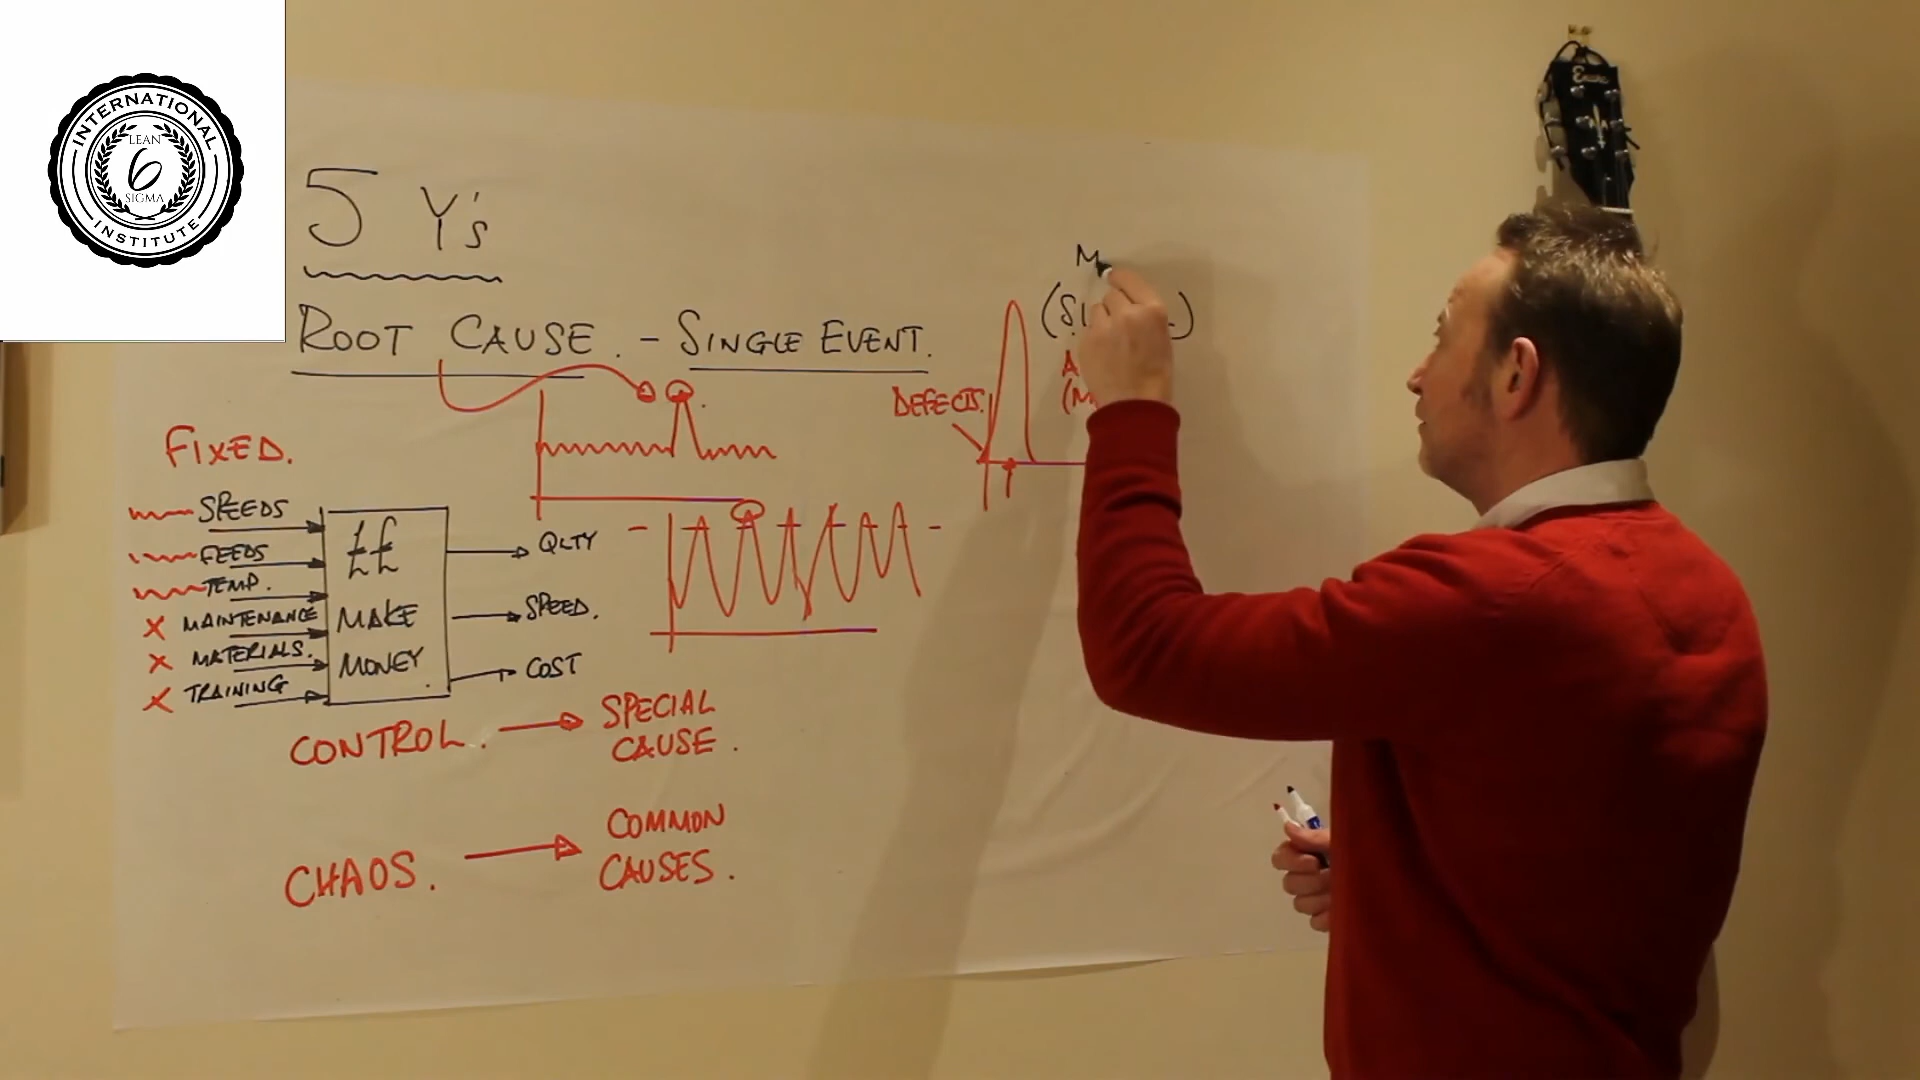 INTERNATIONAL
LEAN
6
SIGMA
INSTITUTE
5 Y's
ROOT CAUSE. - SINGLE EVENT.
DEFECTS.
FIXED.
SPEEDS
FEEDS
TEMP.
X MAINTENANCE
X MATERIALS.
X TRAINING
££
MAKE
MONEY.
QLTY
SPEED.
COST
CONTROL.
SPECIAL
CAUSE.
CHAOS.
COMMON
CAUSES.
M